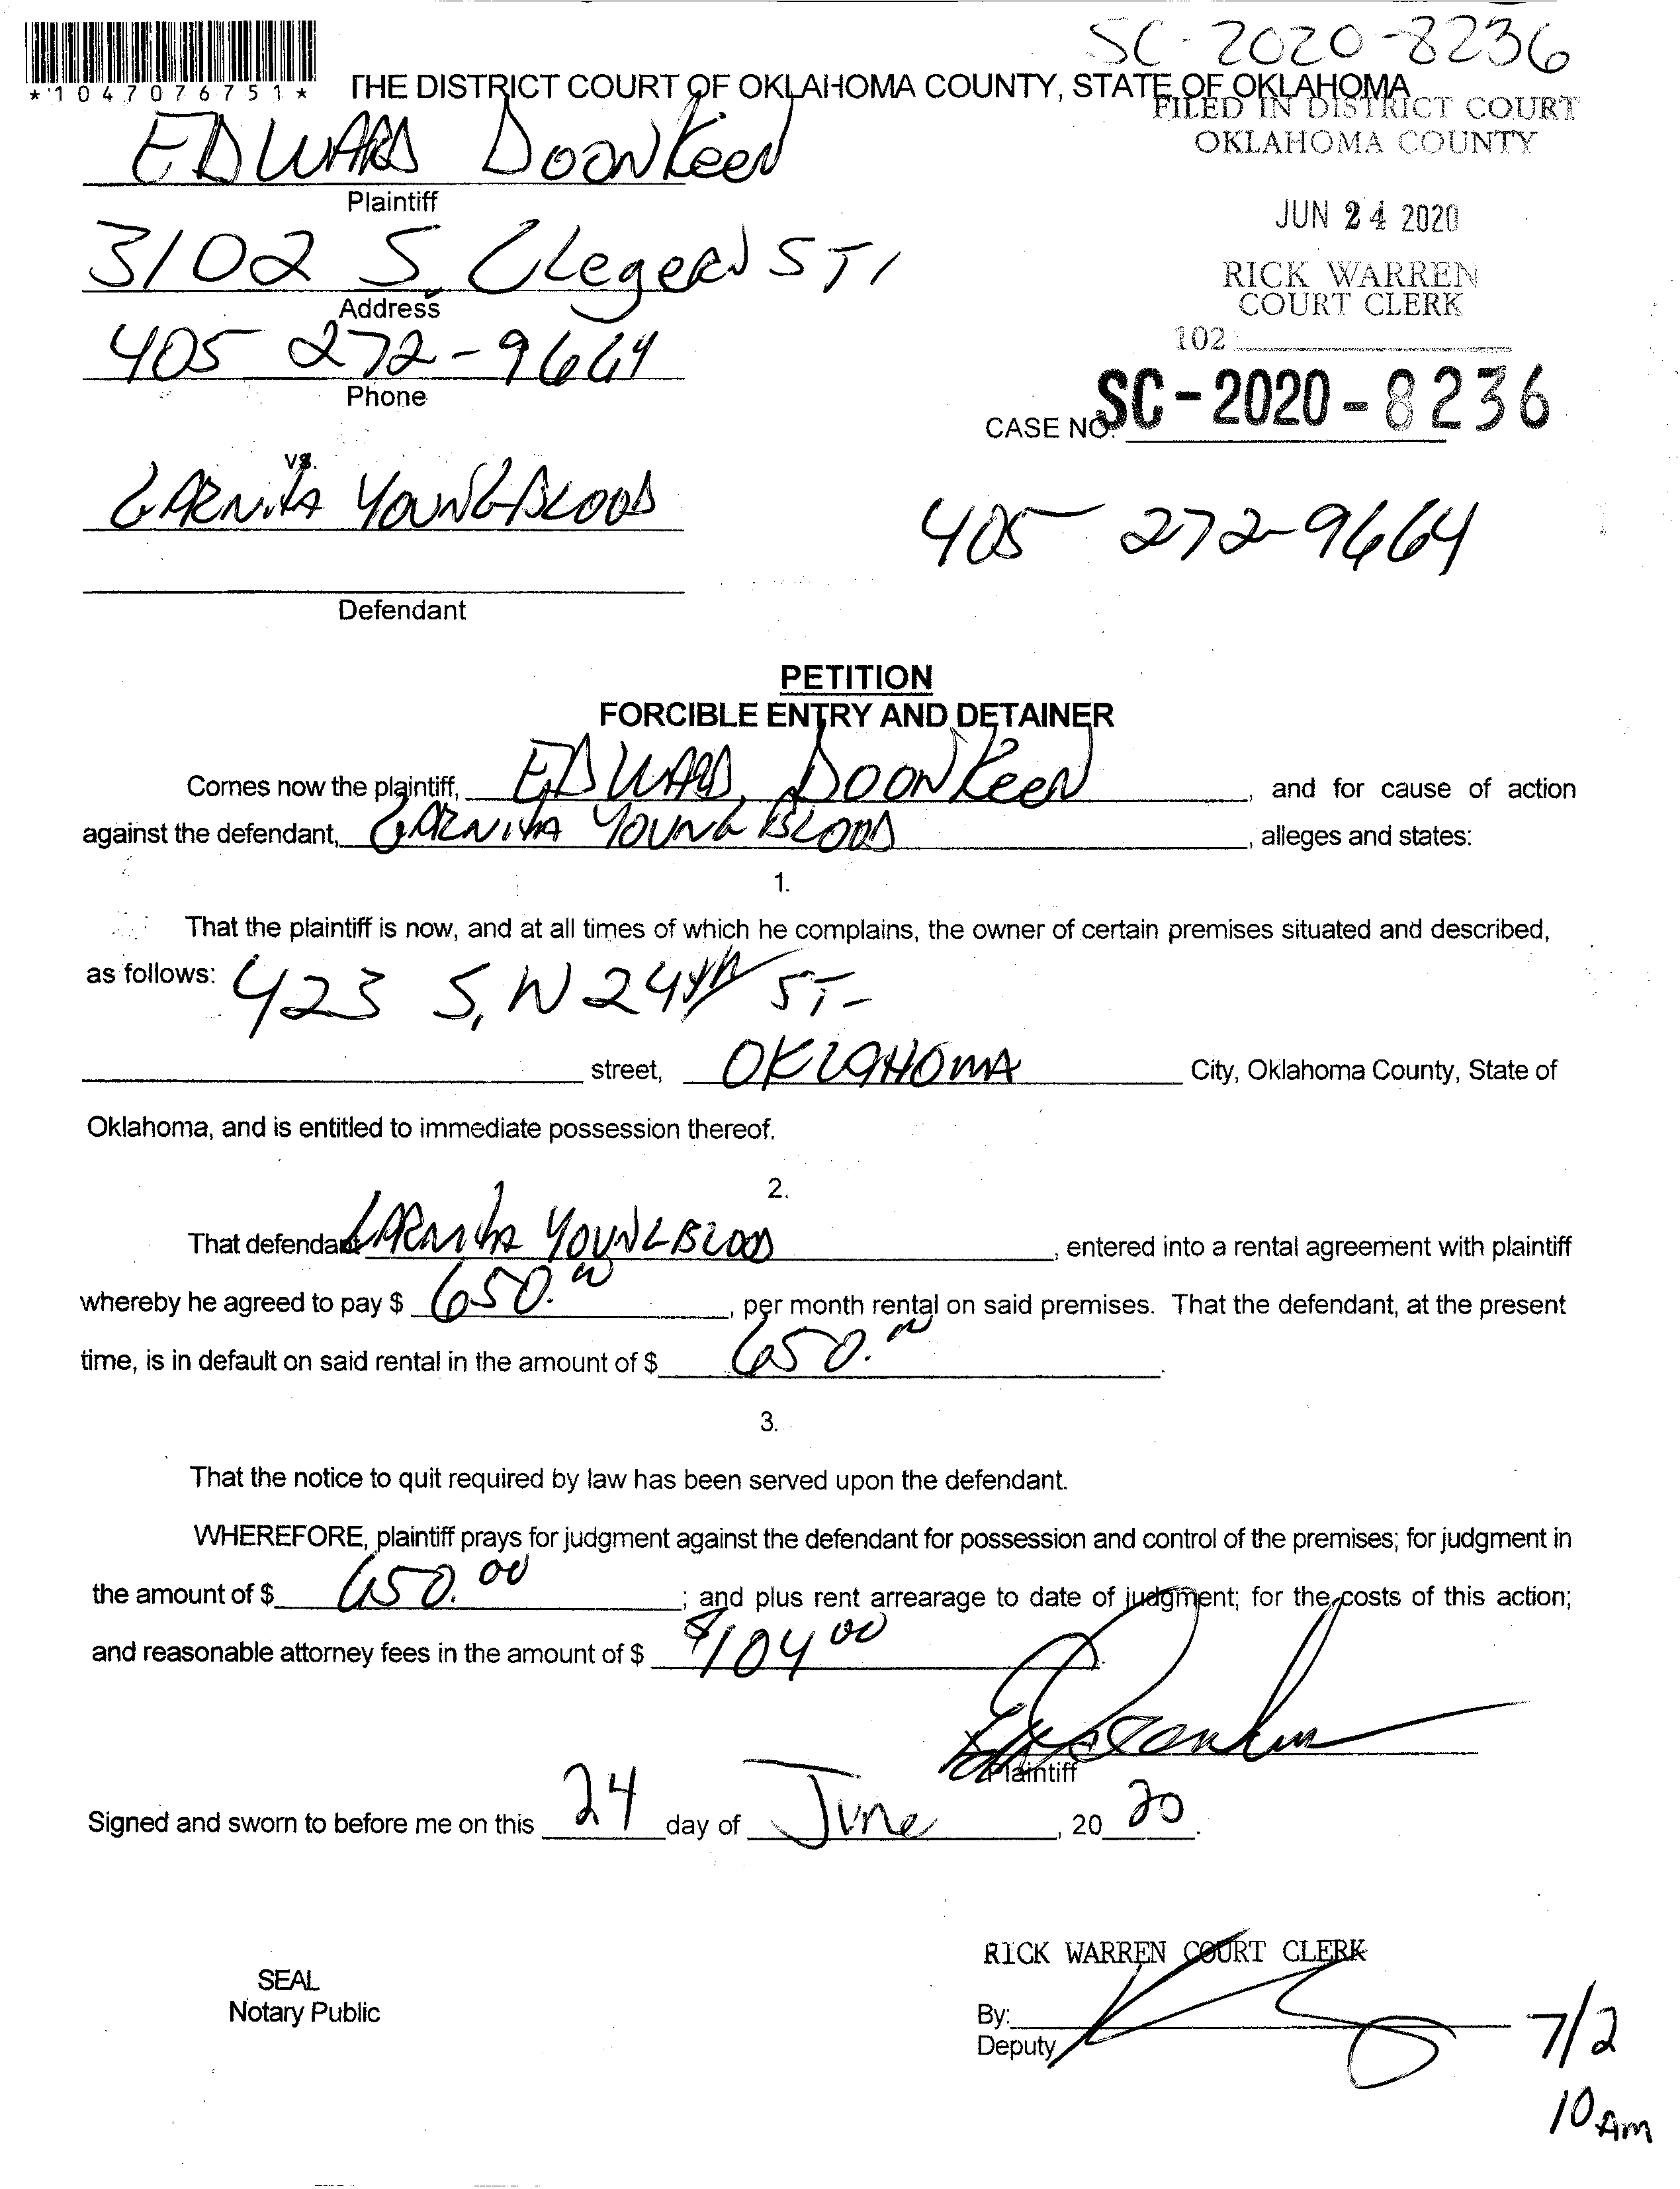 SC-2020-8236
*1047076751*
THE DISTRICT COURT OF OKLAHOMA COUNTY, STATE OF OKLAHOMA
FILED IN DISTRICT COURT
OKLAHOMA COUNTY
EDWARD DOONKEEN
Plaintiff
JUN 24 2020
3102 S
ST,
Address
RICK WARREN
COURT CLERK
405 272-9664
Phone
102
CASE NO. SC-2020-8236
vs.
YOUNGBLOOD
405 272-9664
Defendant
PETITION
FORCIBLE ENTRY AND DETAINER
Comes now the plaintiff, EDWARD DOONKEEN, and for cause of action
against the defendant, YOUNGBLOOD, alleges and states:
1.
That the plaintiff is now, and at all times of which he complains, the owner of certain premises situated and described,
as follows: 423 S,W 24th ST-
street, OKLAHOMA City, Oklahoma County, State of
Oklahoma, and is entitled to immediate possession thereof.
2.
That defendant YOUNGBLOOD, entered into a rental agreement with plaintiff
whereby he agreed to pay $ 650.00, per month rental on said premises. That the defendant, at the present
time, is in default on said rental in the amount of $ 650.00.
3.
That the notice to quit required by law has been served upon the defendant.
WHEREFORE, plaintiff prays for judgment against the defendant for possession and control of the premises; for judgment in
the amount of $ 650.00; and plus rent arrearage to date of judgment; for the costs of this action;
and reasonable attorney fees in the amount of $ $104 00.
Plaintiff
Signed and sworn to before me on this 24 day of June, 20 20.
RICK WARREN COURT CLERK
SEAL
Notary Public
By:
Deputy
7/2
10 AM